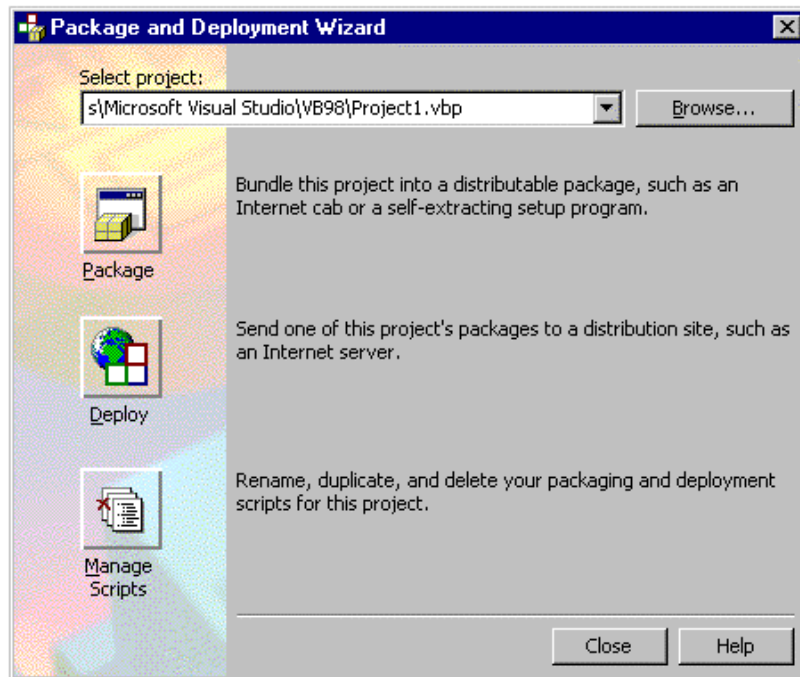 Package and Deployment Wizard
Select project:
s\Microsoft Visual Studio\VB98\Project1.vbp
Browse...
Bundle this project into a distributable package, such as an
Internet cab or a self-extracting setup program.
Package
Send one of this project's packages to a distribution site, such as
an Internet server.
Deploy
Rename, duplicate, and delete your packaging and deployment
scripts for this project.
Manage
Scripts
Close
Help